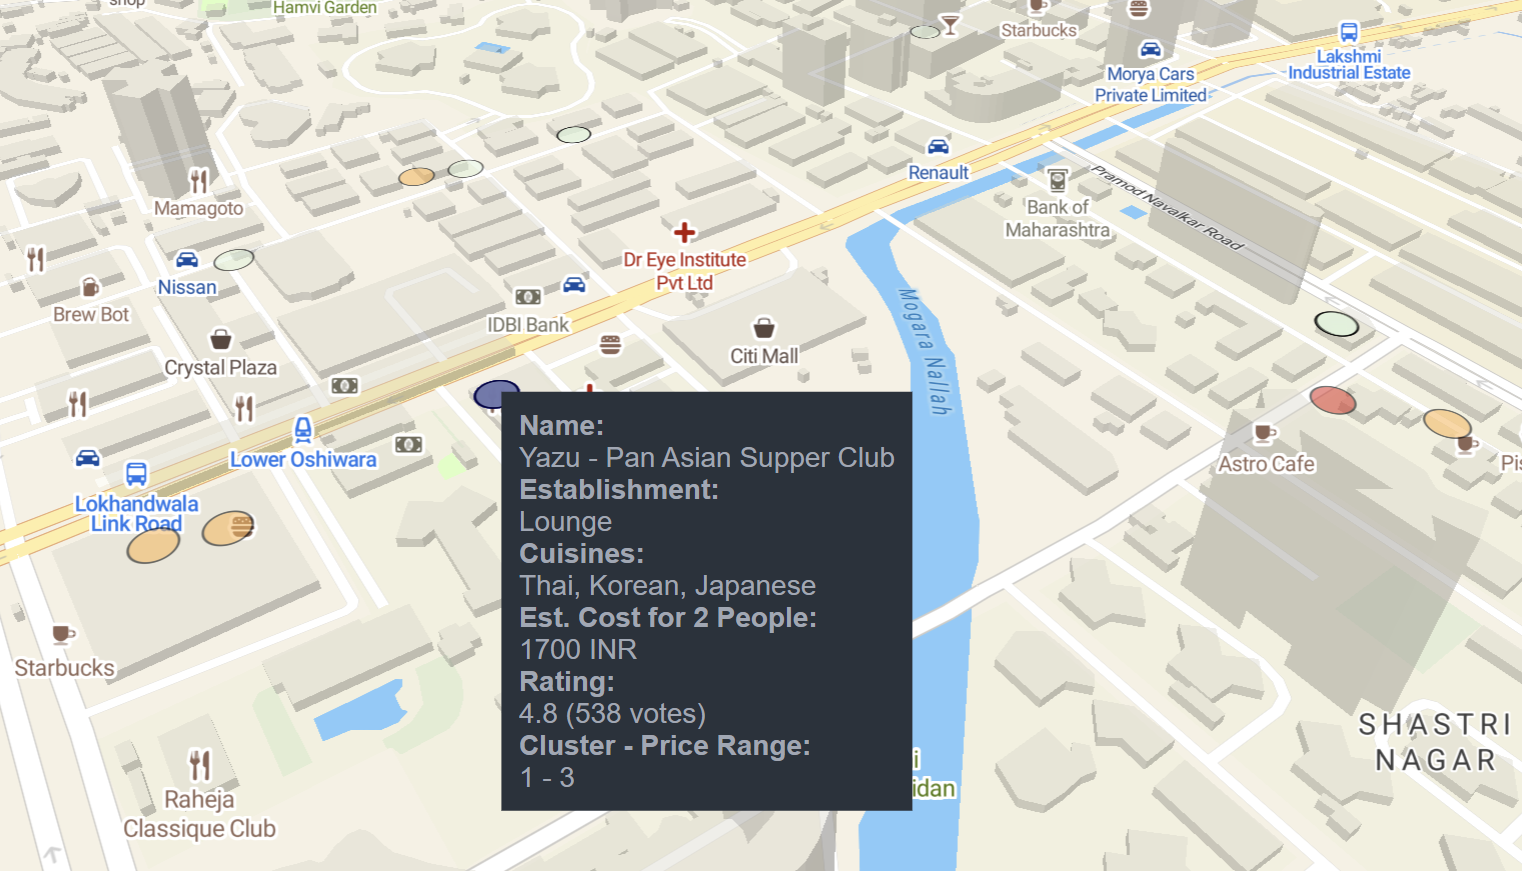 shop
Hamvi Garden
Starbucks
Lakshmi
Industrial Estate
Morya Cars
Private Limited
Renault
Pramod Navalkar Road
Bank of
Maharashtra
Mamagoto
Dr Eye Institute
Pvt Ltd
Nissan
Brew Bot
IDBI Bank
Mogara Nallah
Citi Mall
Crystal Plaza
Lower Oshiwara
Astro Cafe
Lokhandwala
Link Road
Name:
Yazu - Pan Asian Supper Club
Establishment:
Lounge
Cuisines:
Thai, Korean, Japanese
Est. Cost for 2 People:
1700 INR
Rating:
4.8 (538 votes)
Cluster - Price Range:
1 - 3
Starbucks
SHASTRI
NAGAR
Raheja
Classique Club